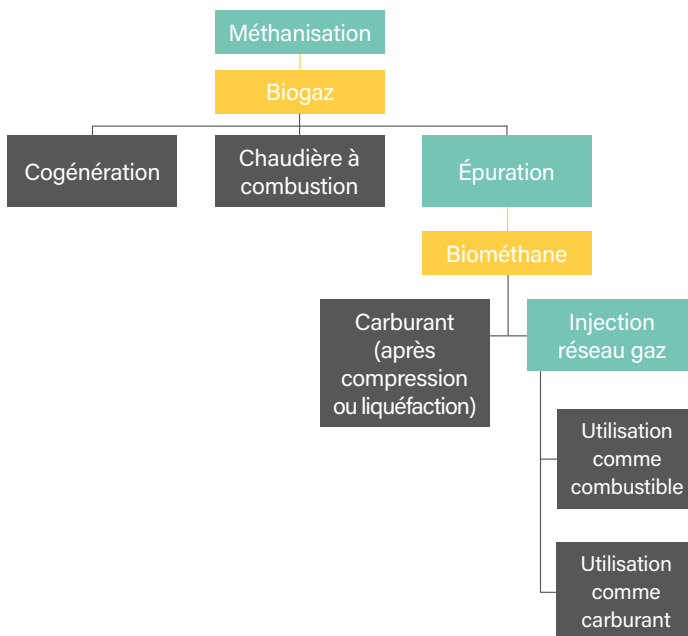 Méthanisation
Biogaz
Cogénération
Chaudière à
combustion
Épuration
Biométhane
Carburant
(après
compression
ou liquéfaction)
Injection
réseau gaz
Utilisation
comme
combustible
Utilisation
comme
carburant